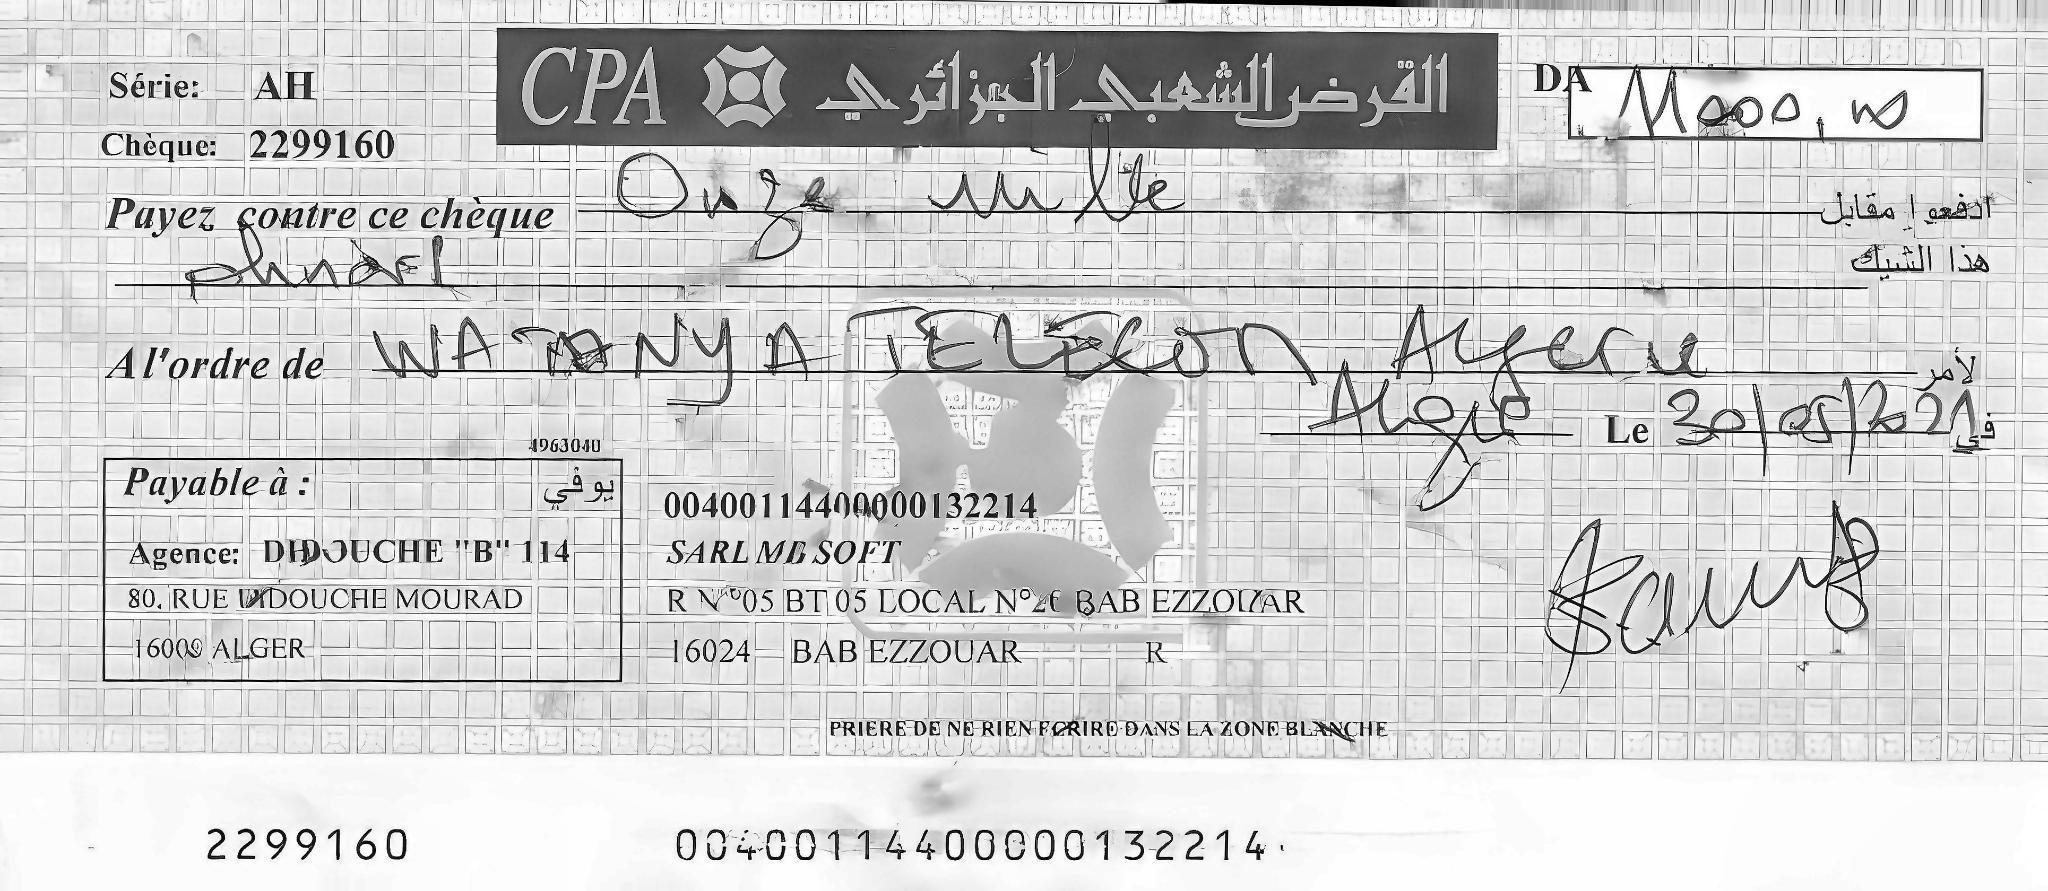 CPA القرض الشعبي الجزائري
Série: AH
DA 11000,00
Chèque: 2299160
Payez contre ce chèque Onze mille ادفعوا مقابل
هذا الشيك
A l'ordre de WATANYA TELECOM Algerie لأمر
Alger Le 30/05/2021 في
4963040
Payable à : يوفي
00400114400000132214
Agence: DIDOUCHE "B" 114
SARL MB SOFT
80, RUE DIDOUCHE MOURAD
R N°05 BT 05 LOCAL N°26 BAB EZZOUAR
16000 ALGER
16024 BAB EZZOUAR R
PRIERE DE NE RIEN ECRIRE DANS LA ZONE BLANCHE
2299160 00400114400000132214